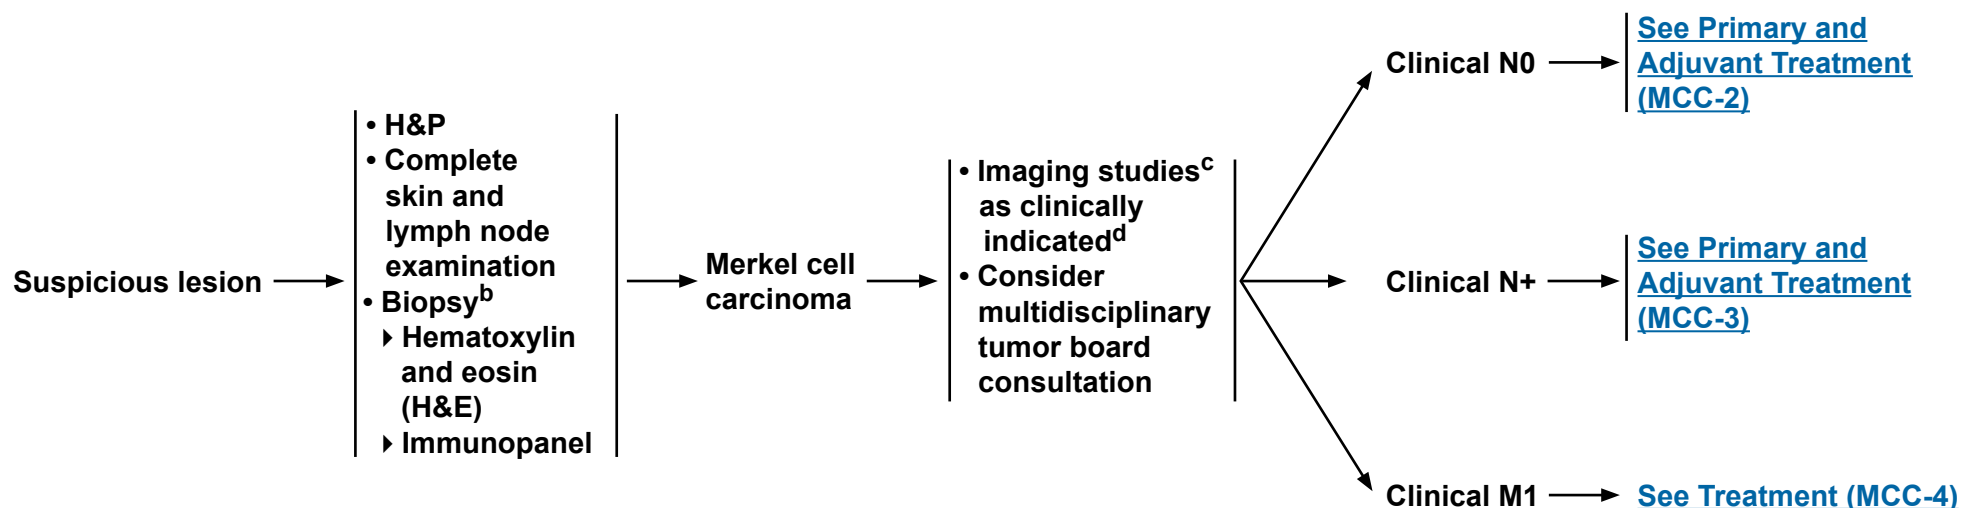 Suspicious lesion
• H&P
• Complete
skin and
lymph node
examination
• Biopsyb
▸ Hematoxylin
and eosin
(H&E)
▸ Immunopanel
Merkel cell
carcinoma
• Imaging studiesc
as clinically
indicatedd
• Consider
multidisciplinary
tumor board
consultation
Clinical N0
See Primary and
Adjuvant Treatment
(MCC-2)
Clinical N+
See Primary and
Adjuvant Treatment
(MCC-3)
Clinical M1
See Treatment (MCC-4)